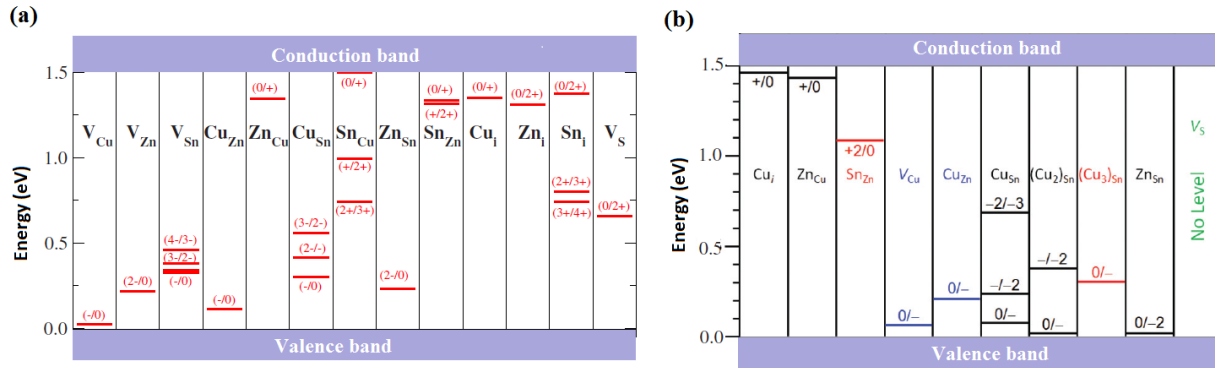 (a)
Conduction band
Energy (eV)
1.5
1.0
0.5
0.0
(0/+)
(0/+)
(0/+)
(0/+)
(0/2+)
(0/2+)
(+/2+)
V_Cu
V_Zn
V_Sn
Cu_Zn
Zn_Cu
Cu_Sn
Sn_Cu
Zn_Sn
Sn_Zn
Cu_i
Zn_i
Sn_i
V_S
(+/2+)
(2+/3+)
(2+/3+)
(3+/4+)
(0/2+)
(4-/3-)
(3-/2-)
(-/0)
(3-/2-)
(2-/-)
(-/0)
(2-/0)
(2-/0)
(-/0)
(-/0)
Valence band
(b)
Conduction band
Energy (eV)
1.5
1.0
0.5
0.0
+/0
+/0
+2/0
Cu_i
Zn_Cu
Sn_Zn
V_Cu
Cu_Zn
Cu_Sn
(Cu₂)_Sn
(Cu₃)_Sn
Zn_Sn
V_S
No Level
−2/−3
−/−2
0/−
0/−
−/−2
0/−
0/−
0/−
0/−2
Valence band